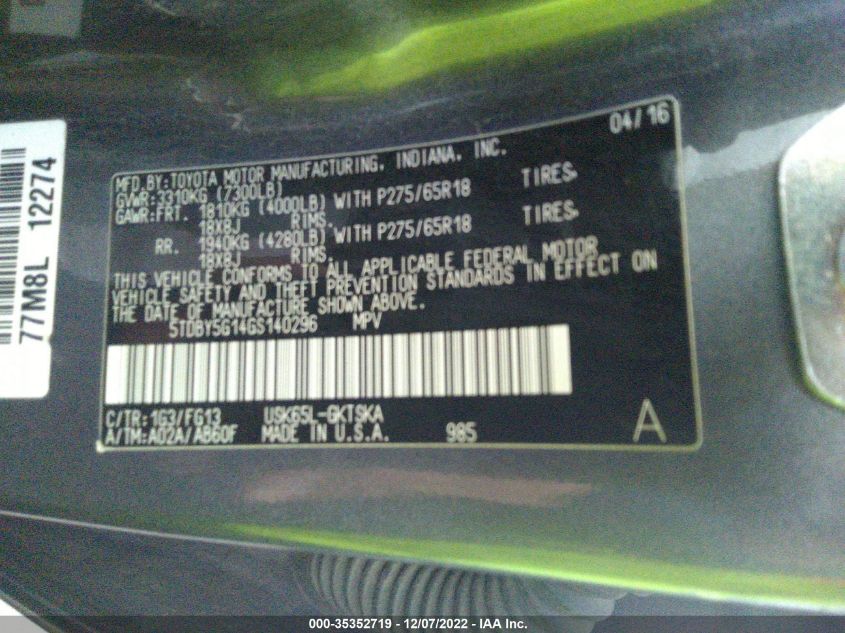 04/16
MFD.BY:TOYOTA MOTOR MANUFACTURING, INDIANA, INC.
GVWR:3310KG (7300LB)
GAWR:FRT. 1810KG (4000LB) WITH P275/65R18 TIRES,
18X8J RIMS,
RR. 1940KG (4280LB) WITH P275/65R18 TIRES,
18X8J RIMS,
THIS VEHICLE CONFORMS TO ALL APPLICABLE FEDERAL MOTOR
VEHICLE SAFETY AND THEFT PREVENTION STANDARDS IN EFFECT ON
THE DATE OF MANUFACTURE SHOWN ABOVE.
5TDBY5G14GS140296 MPV
C/TR:1G3/FG13 USK65L-GKTSKA
A/TM:A02A/AB60F MADE IN U.S.A. 985 A
77M8L 12274
000-35352719 - 12/07/2022 - IAA Inc.